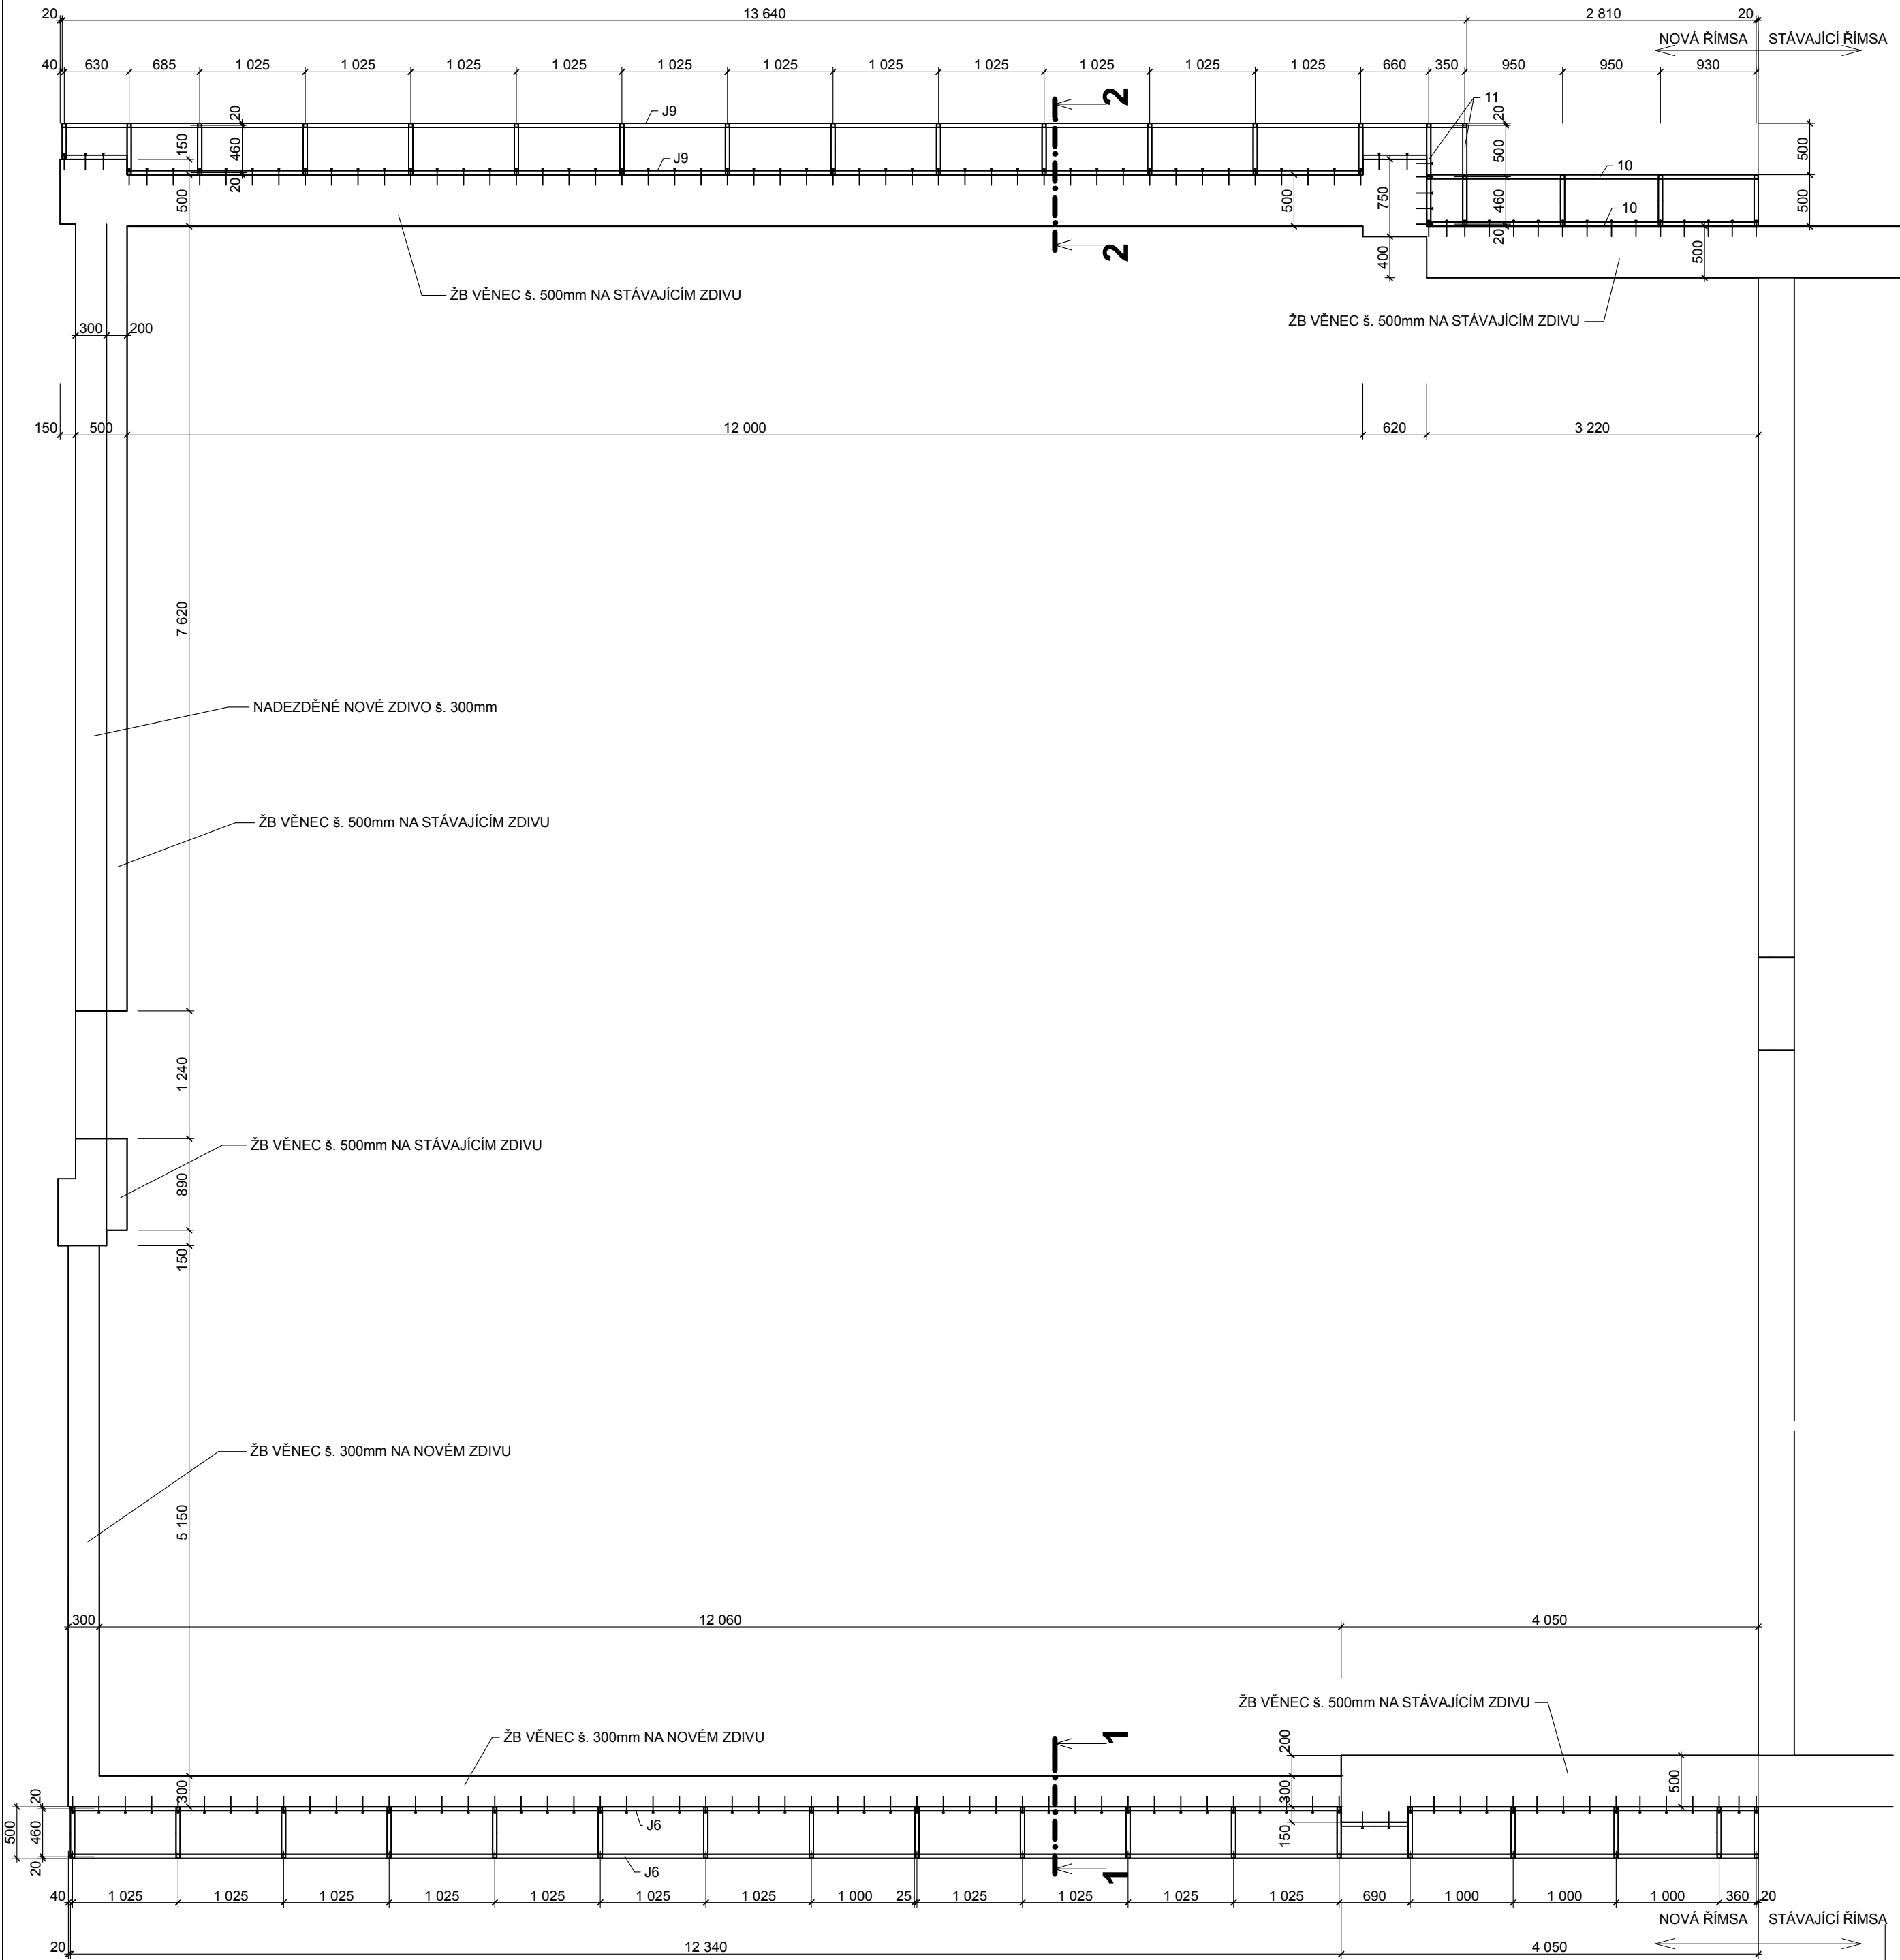 20 13 640 2 810 20
NOVÁ ŘÍMSA STÁVAJÍCÍ ŘÍMSA
40 630 685 1 025 1 025 1 025 1 025 1 025 1 025 1 025 1 025 1 025 1 025 1 025 660 350 950 950 930
2
11
J9
20
20
150
460
500
500
J9
10
20
500
500
750
460
10
500
20
2
400
500
ŽB VĚNEC š. 500mm NA STÁVAJÍCÍM ZDIVU
ŽB VĚNEC š. 500mm NA STÁVAJÍCÍM ZDIVU
300 200
150 500 12 000 620 3 220
7 620
NADEZDĚNÉ NOVÉ ZDIVO š. 300mm
ŽB VĚNEC š. 500mm NA STÁVAJÍCÍM ZDIVU
1 240
ŽB VĚNEC š. 500mm NA STÁVAJÍCÍM ZDIVU
890
150
ŽB VĚNEC š. 300mm NA NOVÉM ZDIVU
5 150
300 12 060 4 050
ŽB VĚNEC š. 500mm NA STÁVAJÍCÍM ZDIVU
ŽB VĚNEC š. 300mm NA NOVÉM ZDIVU
1
200
500
300
300
20
J6
500
460
150
20
J6
1
40 1 025 1 025 1 025 1 025 1 025 1 025 1 025 1 000 25 1 025 1 025 1 025 1 025 690 1 000 1 000 1 000 360 20
NOVÁ ŘÍMSA STÁVAJÍCÍ ŘÍMSA
20 12 340 4 050